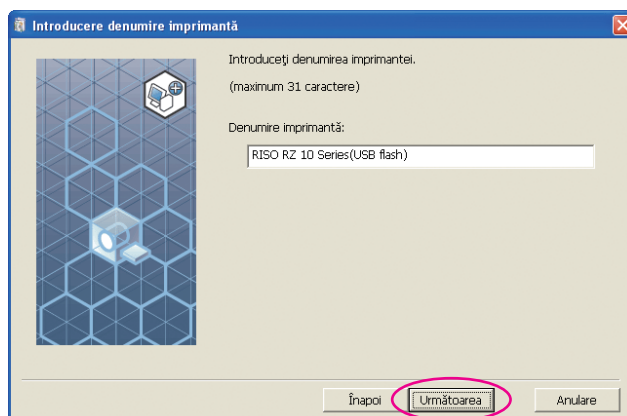 Introducere denumire imprimantă
Introduceţi denumirea imprimantei.
(maximum 31 caractere)
Denumire imprimantă:
RISO RZ 10 Series(USB flash)
Înapoi
Următoarea
Anulare